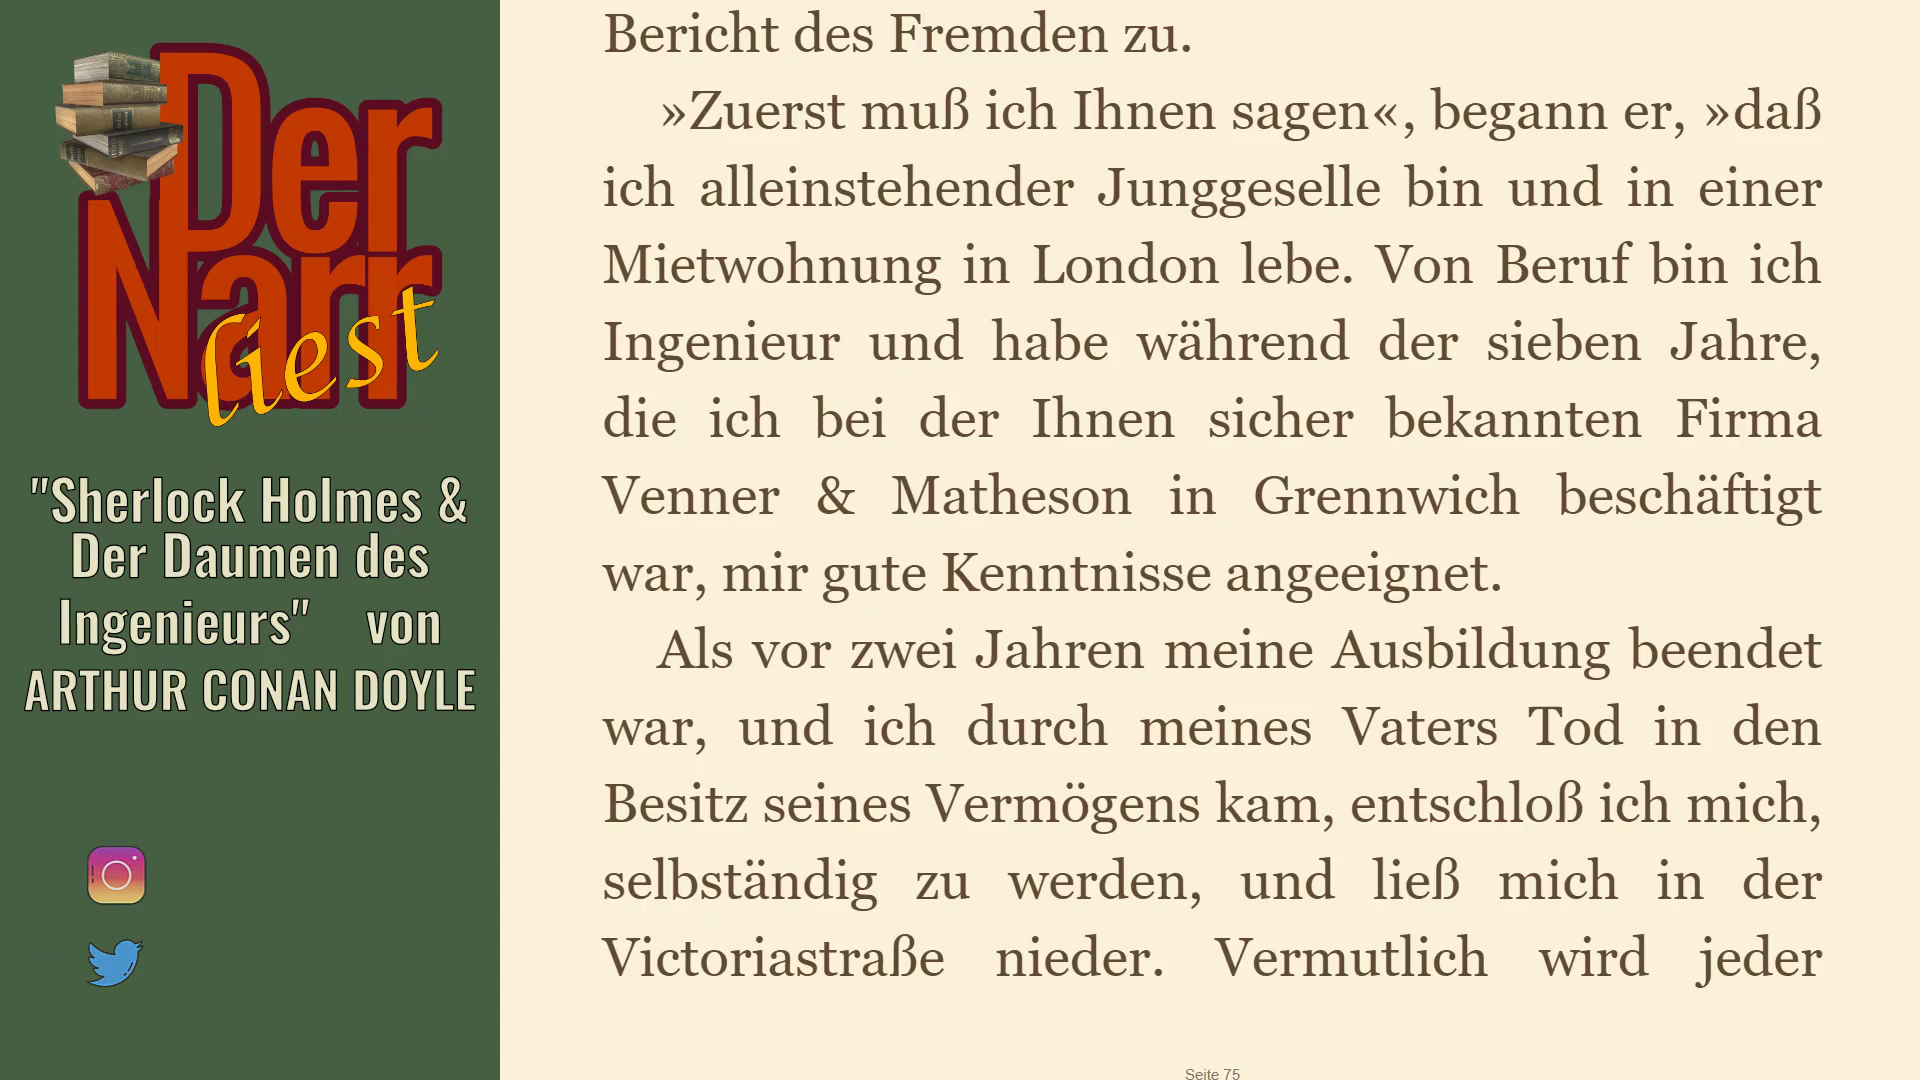 Der
Narr
liest
"Sherlock Holmes &
Der Daumen des
Ingenieurs" von
ARTHUR CONAN DOYLE
Bericht des Fremden zu.
»Zuerst muß ich Ihnen sagen«, begann er, »daß
ich alleinstehender Junggeselle bin und in einer
Mietwohnung in London lebe. Von Beruf bin ich
Ingenieur und habe während der sieben Jahre,
die ich bei der Ihnen sicher bekannten Firma
Venner & Matheson in Grennwich beschäftigt
war, mir gute Kenntnisse angeeignet.
Als vor zwei Jahren meine Ausbildung beendet
war, und ich durch meines Vaters Tod in den
Besitz seines Vermögens kam, entschloß ich mich,
selbständig zu werden, und ließ mich in der
Victoriastraße nieder. Vermutlich wird jeder
Seite 75